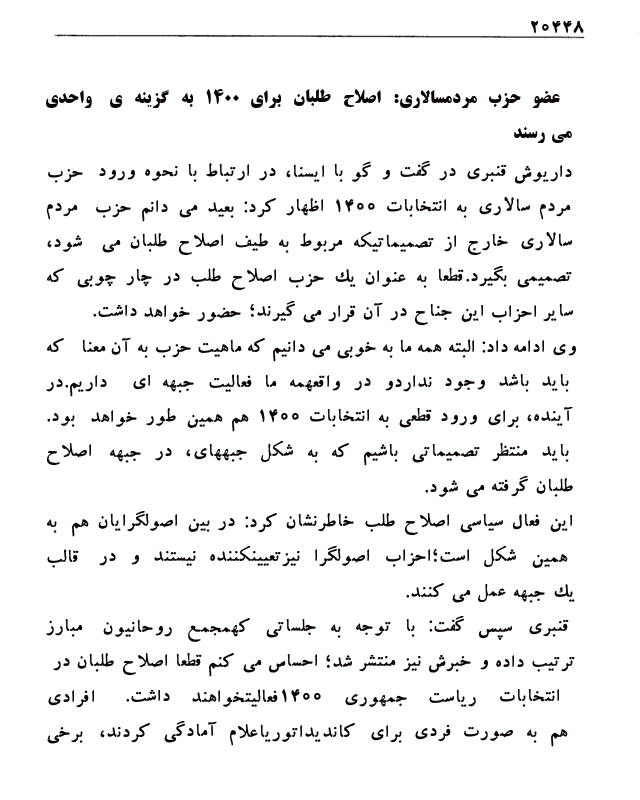 ۲۰۴۴۸
عضو حزب مردمسالاری: اصلاح طلبان برای ۱۴۰۰ به گزینه ی واحدی
می رسند
داریوش قنبری در گفت و گو با ایسنا، در ارتباط با نحوه ورود حزب
مردم سالاری به انتخابات ۱۴۰۰ اظهار کرد: بعید می دانم حزب مردم
سالاری خارج از تصمیماتیکه مربوط به طیف اصلاح طلبان می شود،
تصمیمی بگیرد.قطعا به عنوان یك حزب اصلاح طلب در چار چوبی که
سایر احزاب این جناح در آن قرار می گیرند؛ حضور خواهد داشت.
وی ادامه داد: البته همه ما به خوبی می دانیم که ماهیت حزب به آن معنا که
باید باشد وجود نداردو در واقعهمه ما فعالیت جبهه ای داریم.در
آینده، برای ورود قطعی به انتخابات ۱۴۰۰ هم همین طور خواهد بود.
باید منتظر تصمیماتی باشیم که به شکل جبههای، در جبهه اصلاح
طلبان گرفته می شود.
این فعال سیاسی اصلاح طلب خاطرنشان کرد: در بین اصولگرایان هم به
همین شکل است؛احزاب اصولگرا نیزتعیینکننده نیستند و در قالب
یك جبهه عمل می کنند.
قنبری سپس گفت: با توجه به جلساتی کهمجمع روحانیون مبارز
ترتیب داده و خبرش نیز منتشر شد؛ احساس می کنم قطعا اصلاح طلبان در
انتخابات ریاست جمهوری ۱۴۰۰فعالیتخواهند داشت. افرادی
هم به صورت فردی برای کاندیداتوریاعلام آمادگی کردند، برخی